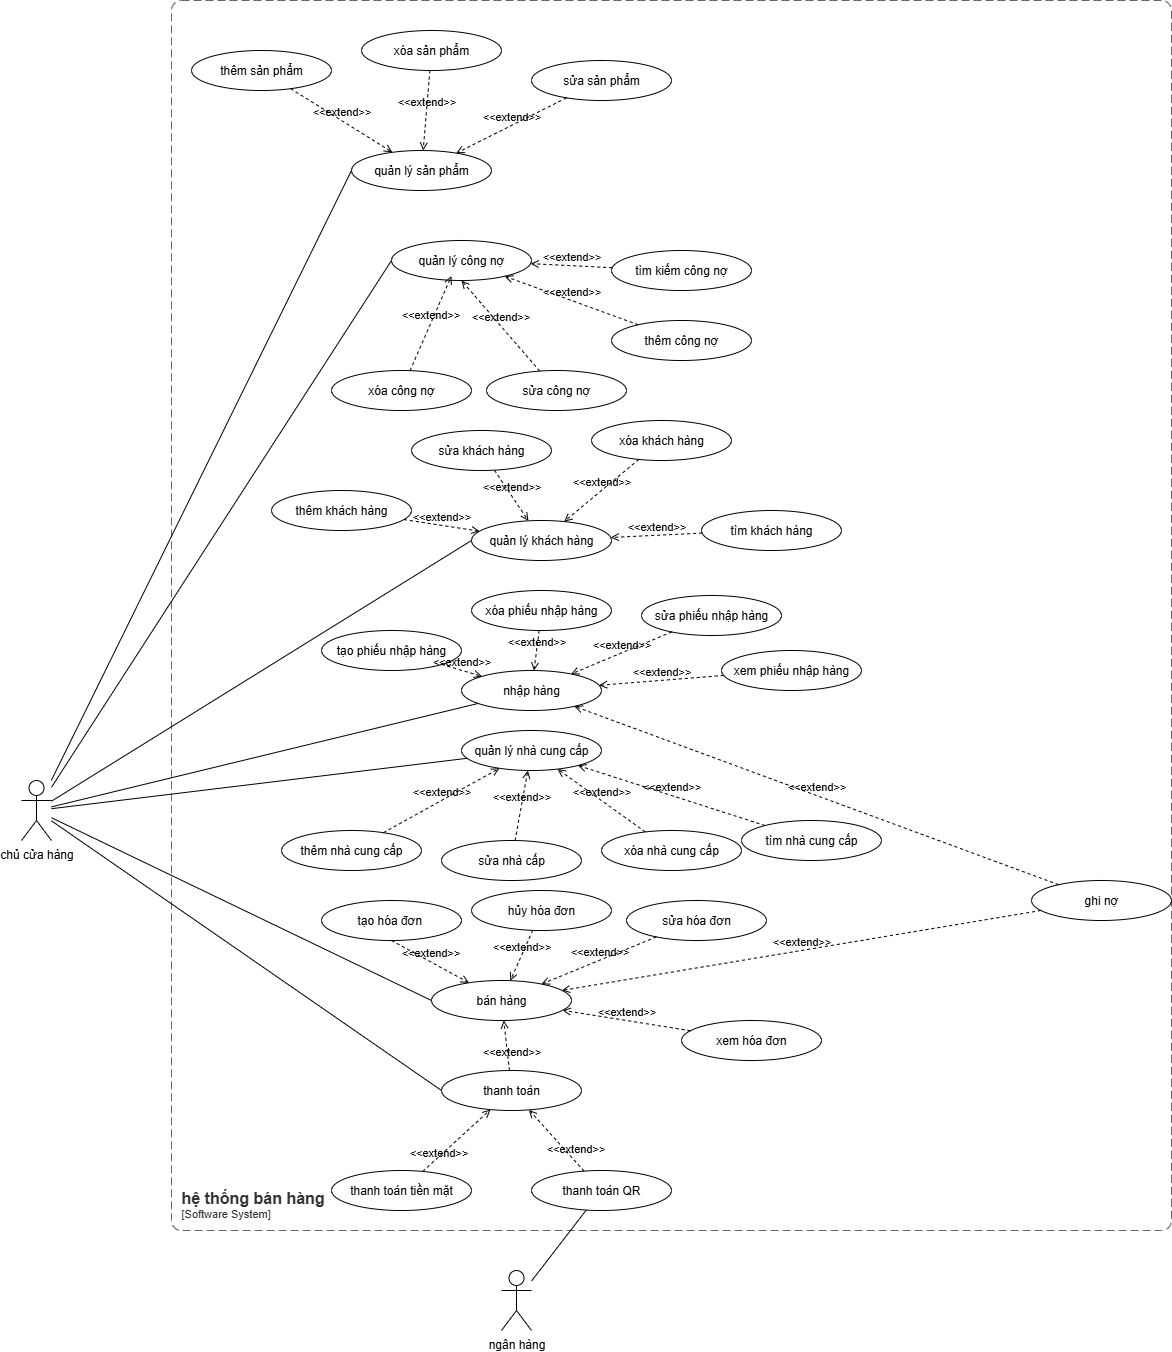 xóa sản phẩm
thêm sản phẩm
sửa sản phẩm
<<extend>>
<<extend>>
<<extend>>
quản lý sản phẩm
quản lý công nợ
<<extend>>
tìm kiếm công nợ
<<extend>>
<<extend>>
<<extend>>
thêm công nợ
xóa công nợ
sửa công nợ
sửa khách hàng
xóa khách hàng
<<extend>>
<<extend>>
thêm khách hàng
<<extend>>
<<extend>>
tìm khách hàng
quản lý khách hàng
xóa phiếu nhập hàng
sửa phiếu nhập hàng
tạo phiếu nhập hàng
<<extend>>
<<extend>>
<<extend>>
<<extend>>
xem phiếu nhập hàng
nhập hàng
quản lý nhà cung cấp
<<extend>>
<<extend>>
<<extend>>
<<extend>>
<<extend>>
chủ cửa hàng
thêm nhà cung cấp
sửa nhà cấp
xóa nhà cung cấp
tìm nhà cung cấp
ghi nợ
tạo hóa đơn
hủy hóa đơn
sửa hóa đơn
<<extend>>
<<extend>>
<<extend>>
<<extend>>
bán hàng
<<extend>>
xem hóa đơn
<<extend>>
thanh toán
<<extend>>
<<extend>>
thanh toán tiền mặt
thanh toán QR
hệ thống bán hàng
[Software System]
ngân hàng